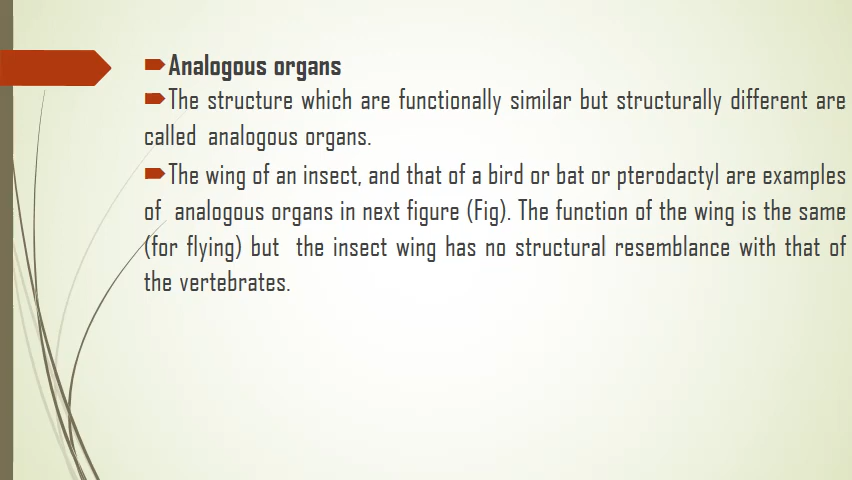 Analogous organs
The structure which are functionally similar but structurally different are
called analogous organs.
The wing of an insect, and that of a bird or bat or pterodactyl are examples
of analogous organs in next figure (Fig). The function of the wing is the same
(for flying) but the insect wing has no structural resemblance with that of
the vertebrates.